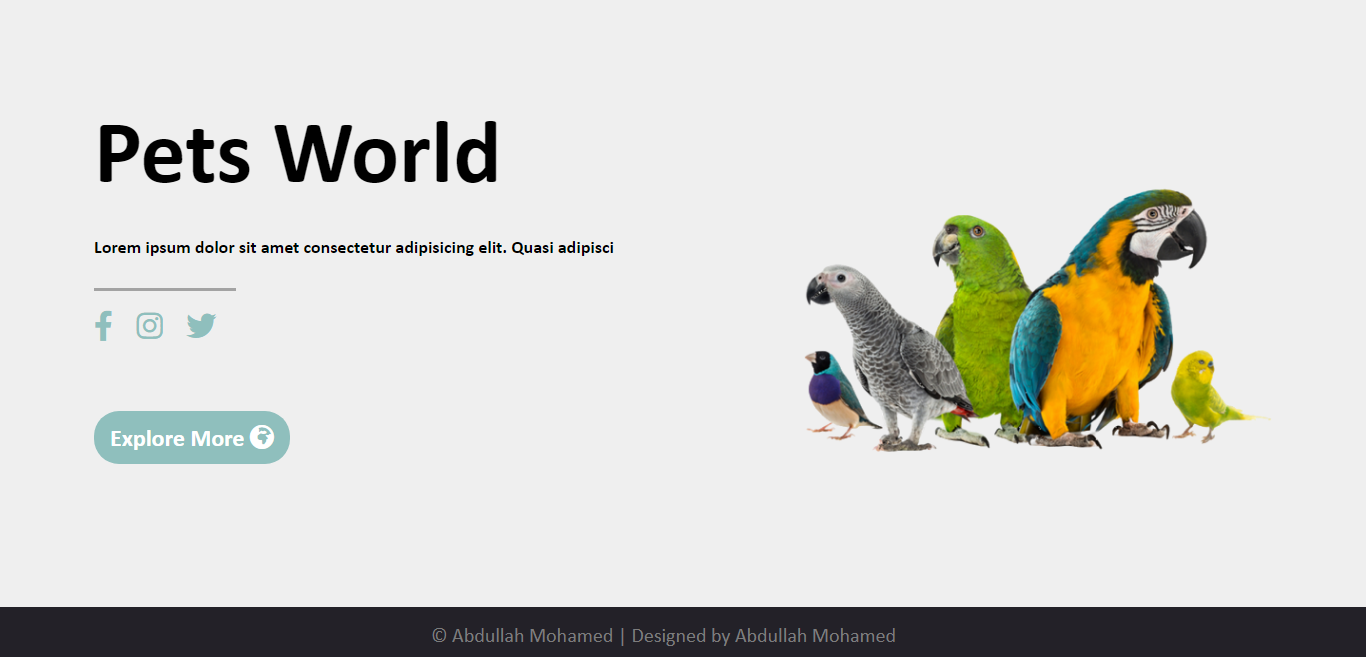 Pets World
Lorem ipsum dolor sit amet consectetur adipisicing elit. Quasi adipisci
Explore More
© Abdullah Mohamed | Designed by Abdullah Mohamed